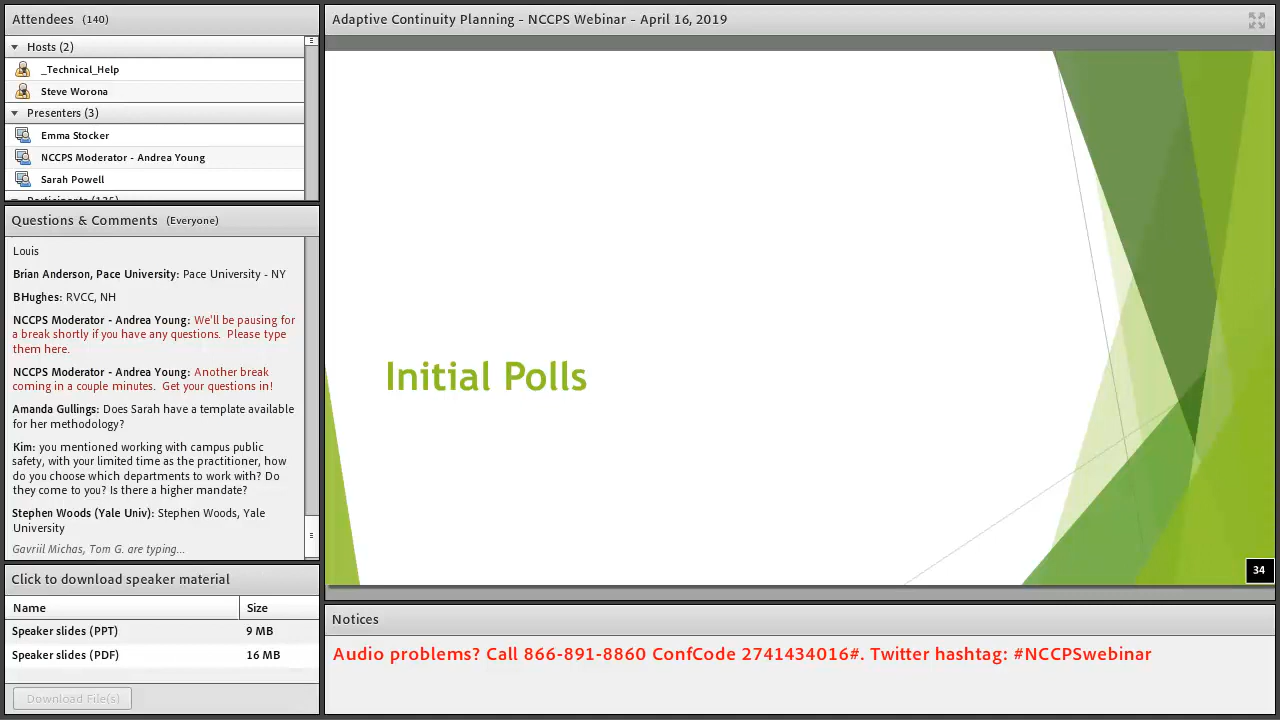 Attendees (140)
Hosts (2)
_Technical_Help
Steve Worona
Presenters (3)
Emma Stocker
NCCPS Moderator - Andrea Young
Sarah Powell
Participants (135)
Questions & Comments (Everyone)
Louis
Brian Anderson, Pace University: Pace University - NY
BHughes: RVCC, NH
NCCPS Moderator - Andrea Young: We'll be pausing for
a break shortly if you have any questions. Please type
them here.
NCCPS Moderator - Andrea Young: Another break
coming in a couple minutes. Get your questions in!
Amanda Gullings: Does Sarah have a template available
for her methodology?
Kim: you mentioned working with campus public
safety, with your limited time as the practitioner, how
do you choose which departments to work with? Do
they come to you? Is there a higher mandate?
Stephen Woods (Yale Univ): Stephen Woods, Yale
University
Gavriil Michas, Tom G. are typing...
Click to download speaker material
Name Size
Speaker slides (PPT) 9 MB
Speaker slides (PDF) 16 MB
Download File(s)
Adaptive Continuity Planning - NCCPS Webinar - April 16, 2019
Initial Polls
34
Notices
Audio problems? Call 866-891-8860 ConfCode 2741434016#. Twitter hashtag: #NCCPSwebinar